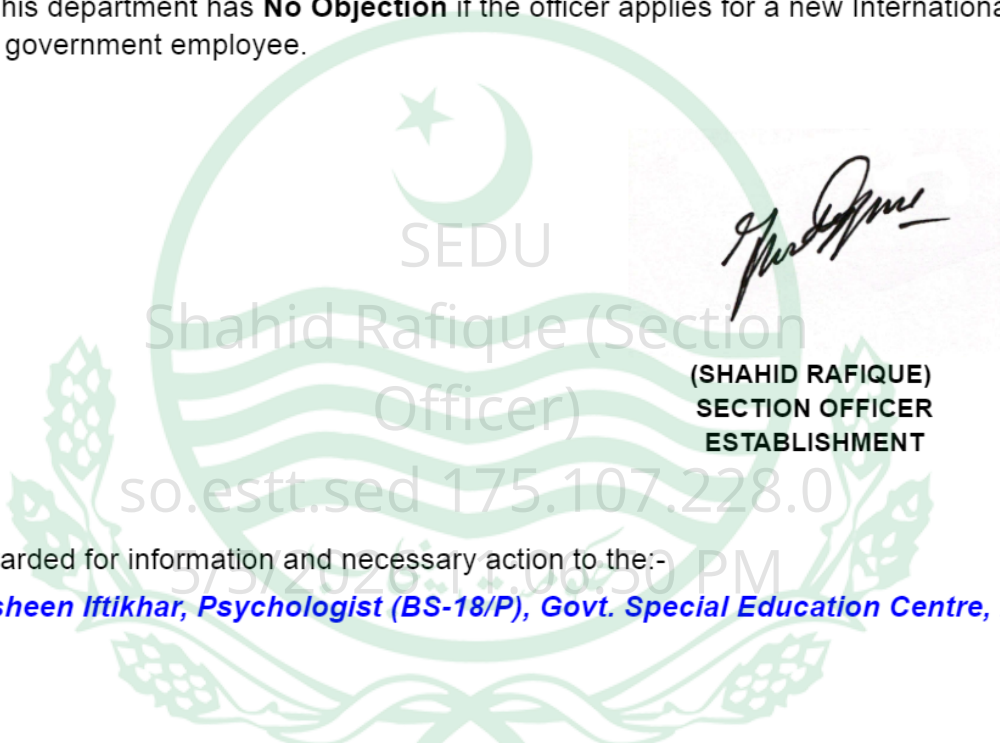 his department has No Objection if the officer applies for a new Internationa
government employee.
SEDU
Shahid Rafique (Section
Officer)
(SHAHID RAFIQUE)
SECTION OFFICER
ESTABLISHMENT
so.estt.sed 175.107.228.0
arded for information and necessary action to the:-
PM
sheen Iftikhar, Psychologist (BS-18/P), Govt. Special Education Centre,